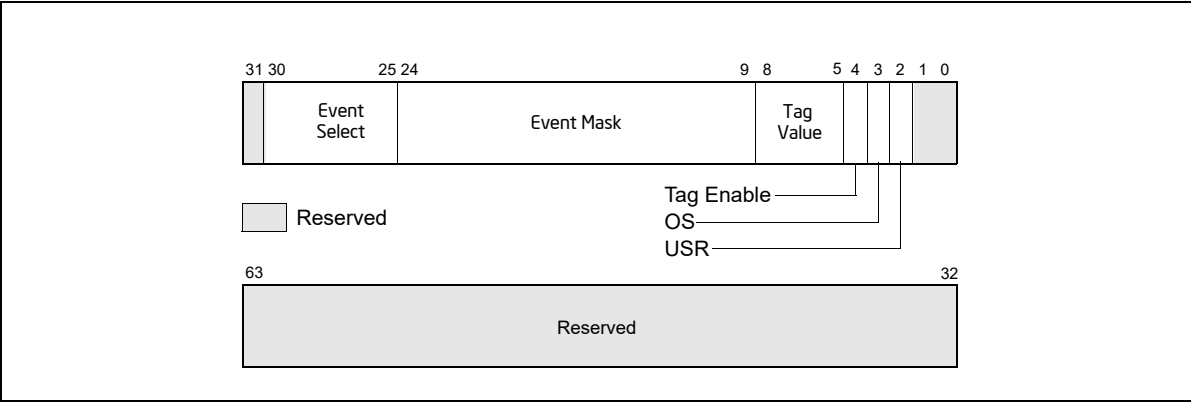 31 30 25 24 9 8 5 4 3 2 1 0
Event
Select
Event Mask
Tag
Value
Tag Enable
OS
USR
Reserved
63 32
Reserved